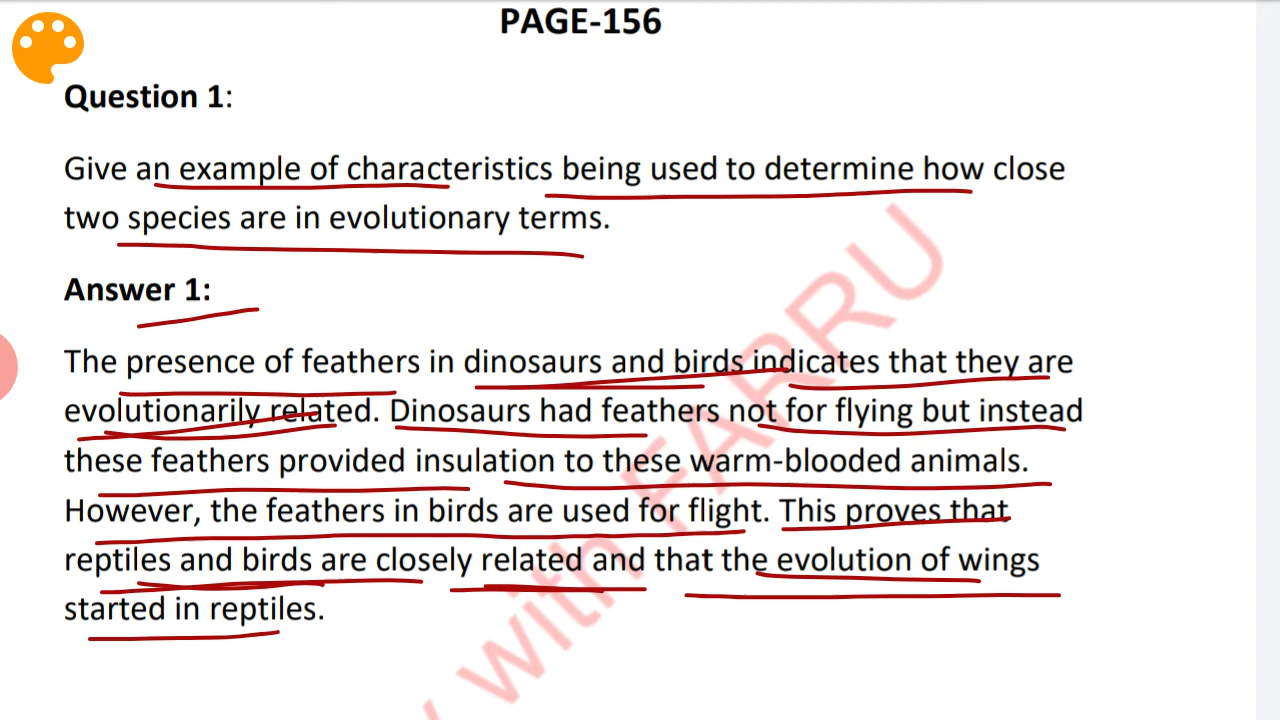 PAGE-156
Question 1:
Give an example of characteristics being used to determine how close
two species are in evolutionary terms.
Answer 1:
The presence of feathers in dinosaurs and birds indicates that they are
evolutionarily related. Dinosaurs had feathers not for flying but instead
these feathers provided insulation to these warm-blooded animals.
However, the feathers in birds are used for flight. This proves that
reptiles and birds are closely related and that the evolution of wings
started in reptiles.
with FARRU